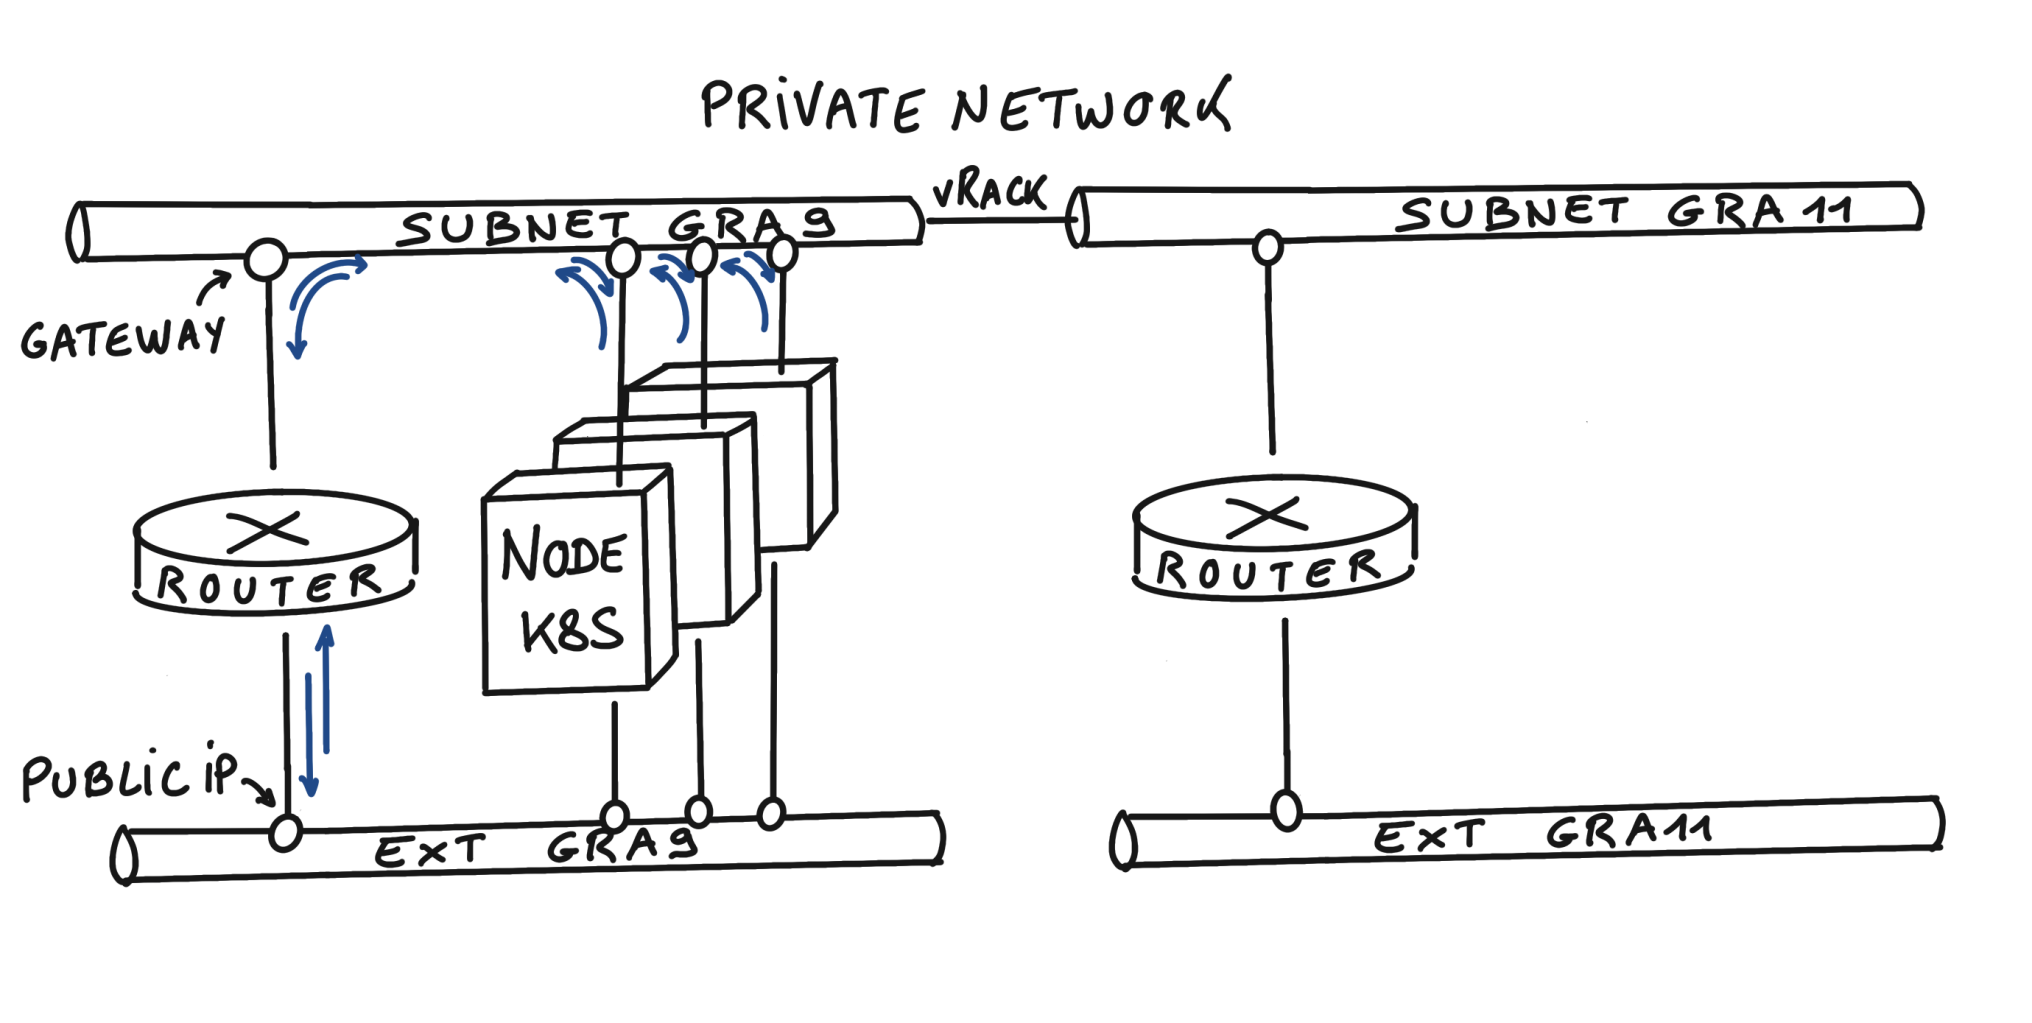 PRiVATE NETWORK
vRACK
SUBNET GRA 9
SUBNET GRA 11
GATEWAY
ROUTER
NODE
K8S
ROUTER
PUBLiC iP
ExT GRA9
ExT GRA11